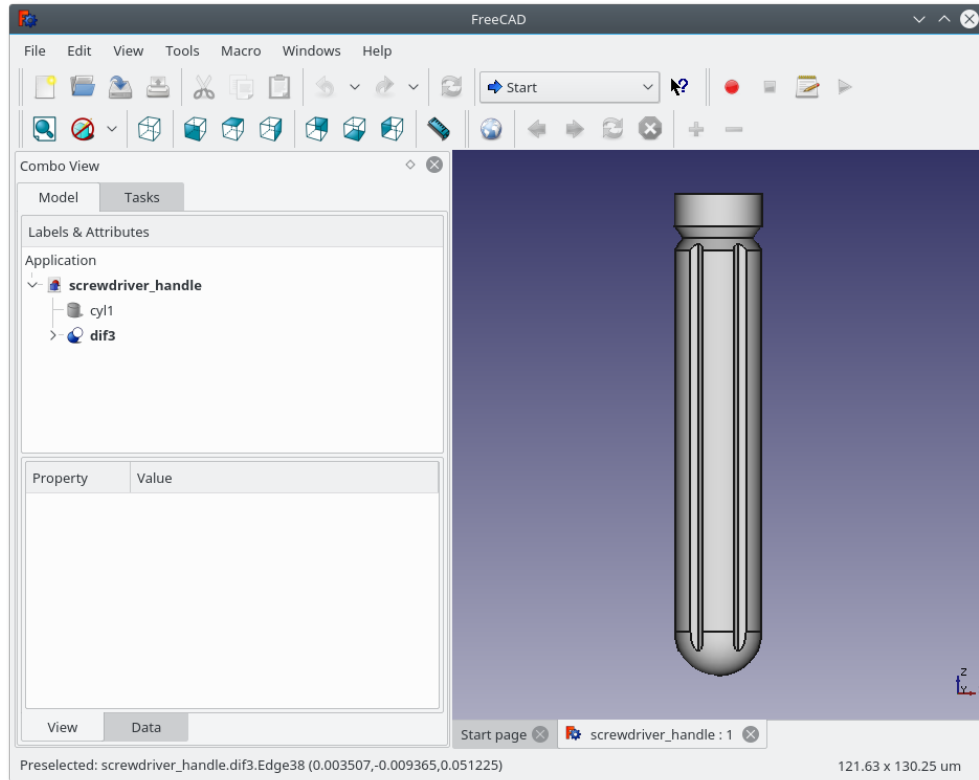 FreeCAD
File Edit View Tools Macro Windows Help
Start
Combo View
Model Tasks
Labels & Attributes
Application
screwdriver_handle
cyl1
dif3
Property Value
View Data
Z
Y
Start page screwdriver_handle : 1
Preselected: screwdriver_handle.dif3.Edge38 (0.003507,-0.009365,0.051225) 121.63 x 130.25 um